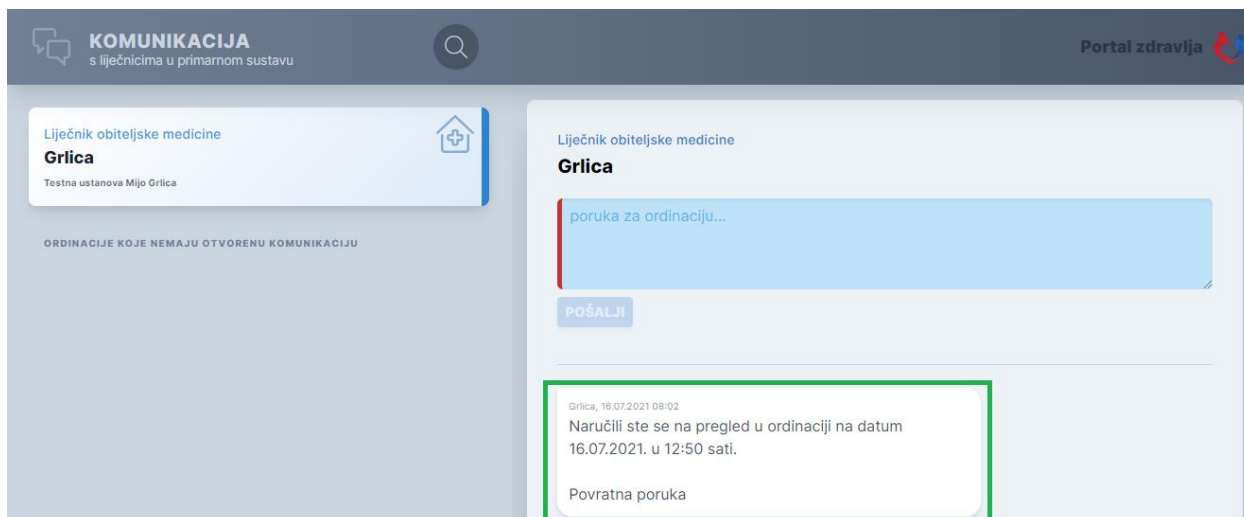 KOMUNIKACIJA
s liječnicima u primarnom sustavu
Portal zdravlja
Liječnik obiteljske medicine
Grlica
Testna ustanova Mijo Grlica
ORDINACIJE KOJE NEMAJU OTVORENU KOMUNIKACIJU
Liječnik obiteljske medicine
Grlica
poruka za ordinaciju...
POŠALJI
Grlica, 16.07.2021 08:02
Naručili ste se na pregled u ordinaciji na datum
16.07.2021. u 12:50 sati.
Povratna poruka